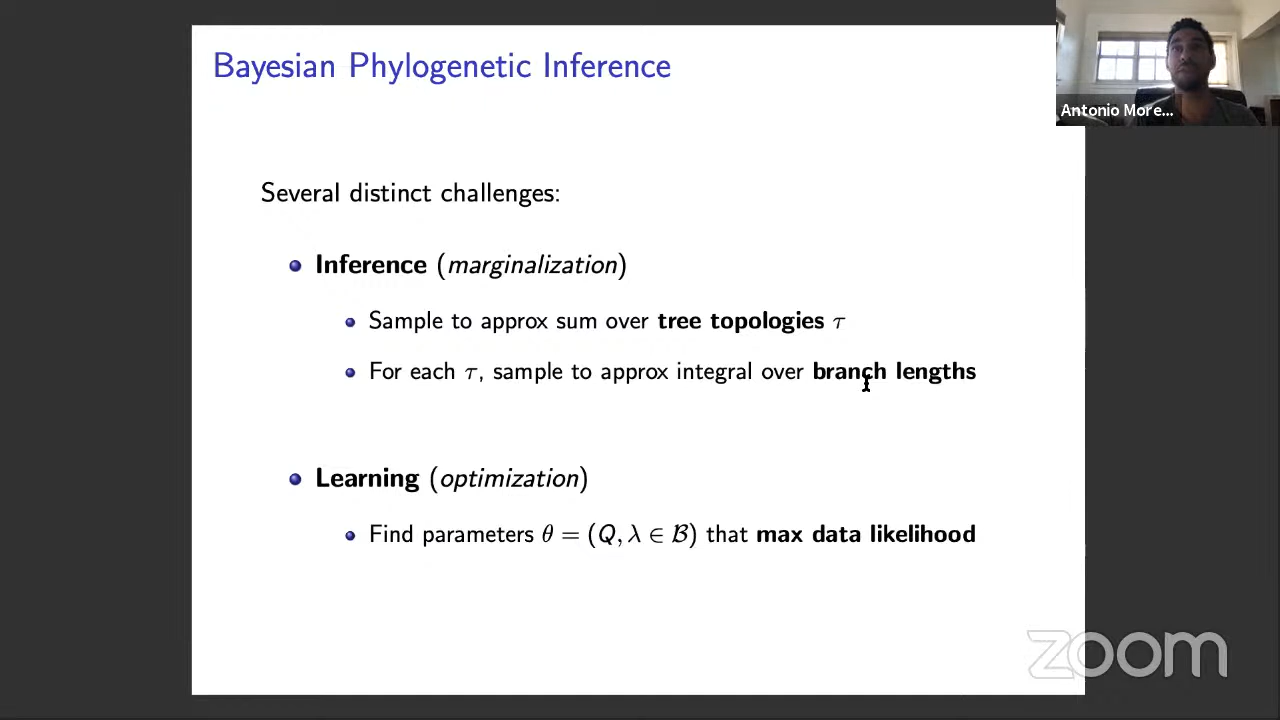 Bayesian Phylogenetic Inference
Antonio More...
Several distinct challenges:
Inference (marginalization)
Sample to approx sum over tree topologies τ
For each τ, sample to approx integral over branch lengths
Learning (optimization)
Find parameters θ = (Q, λ ∈ ℬ) that max data likelihood
zoom